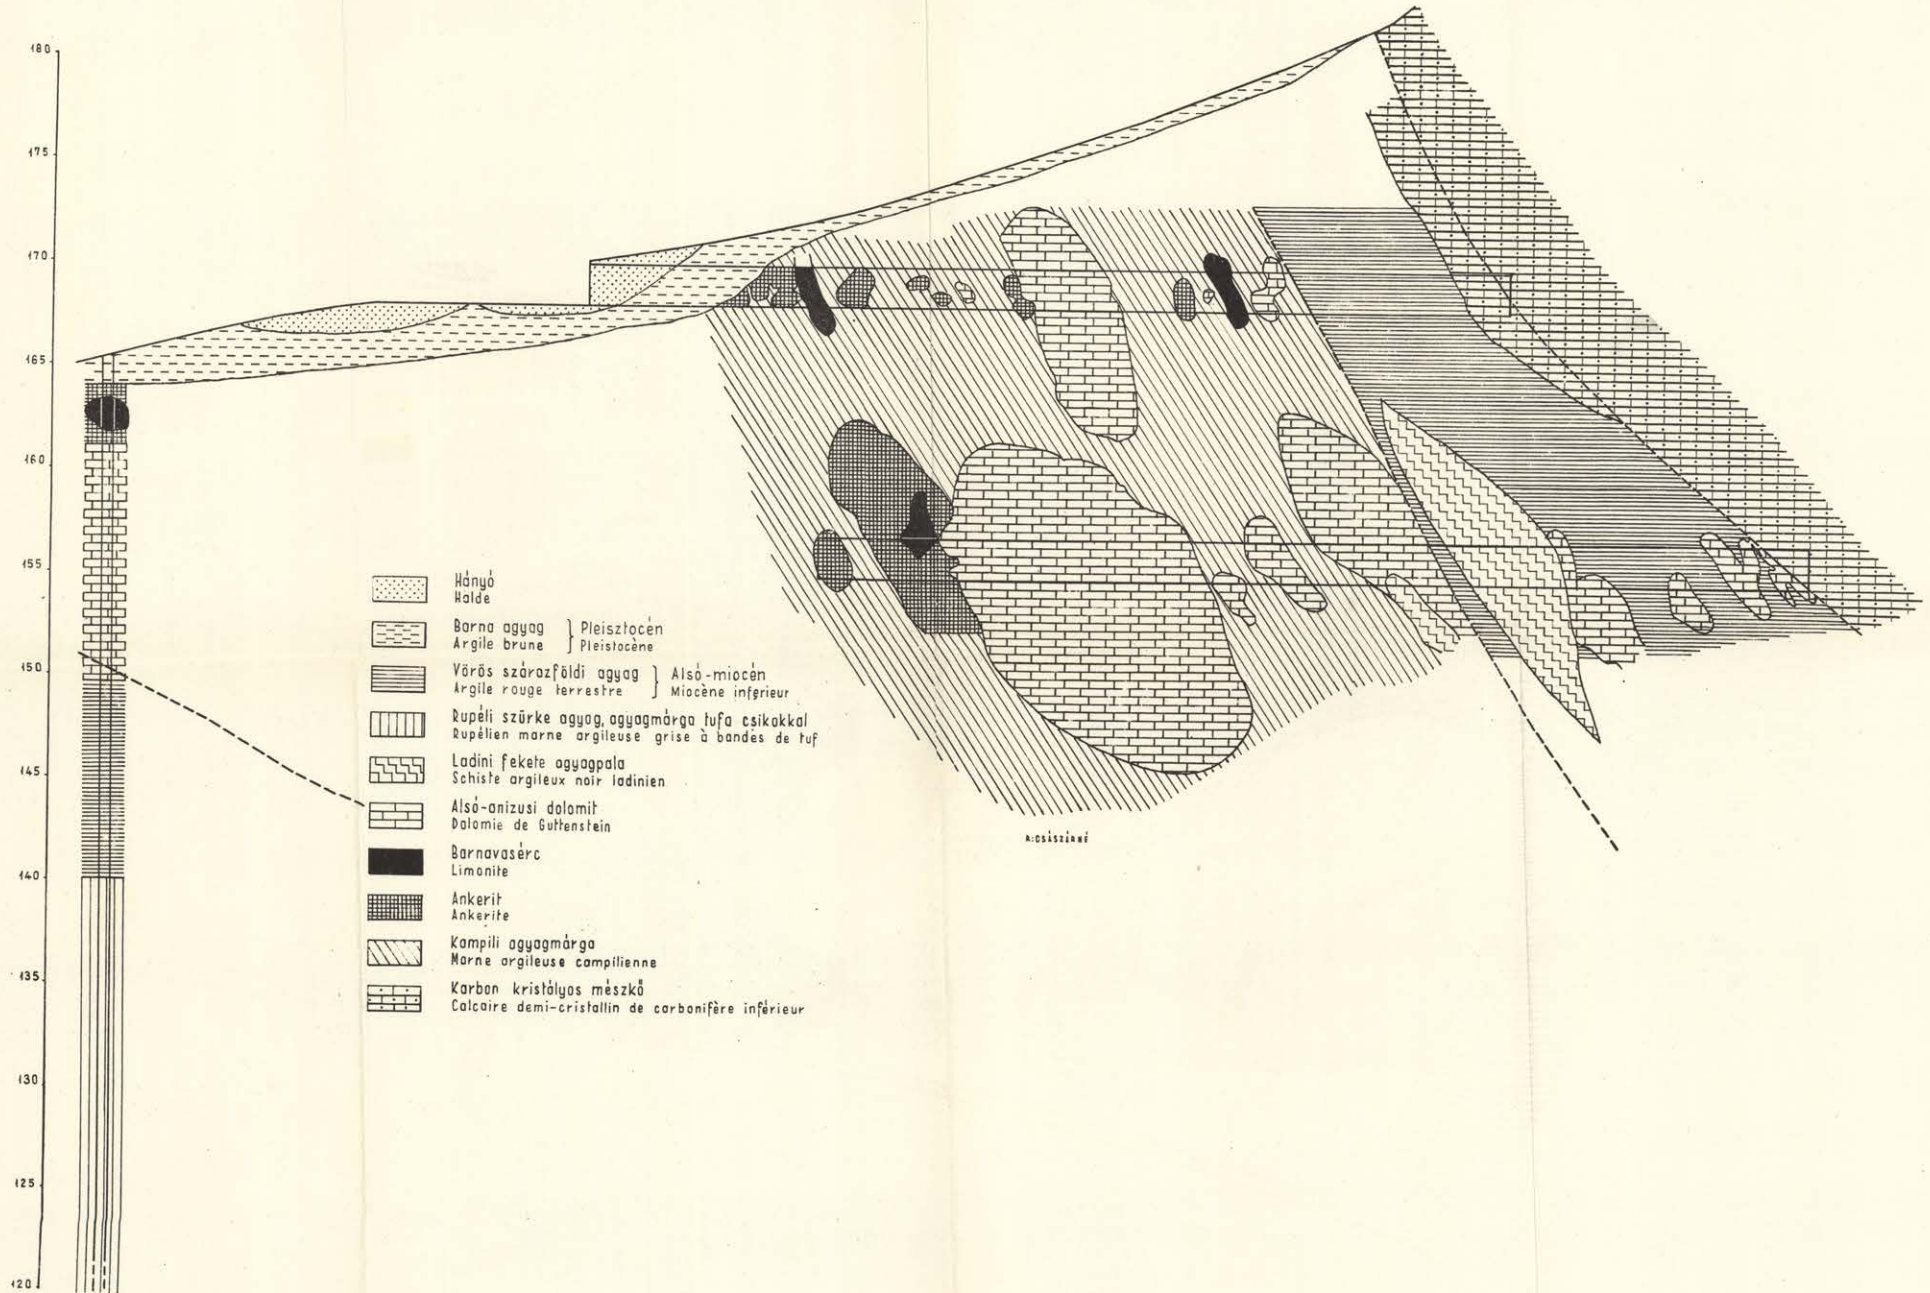 180
175
170
165
160
155
150
145
140
135
130
125
120
Hányó
Halde
Barna agyag } Pleisztocén
Argile brune } Pleistocène
Vörös szárazföldi agyag } Alsó-miocén
Argile rouge terrestre } Miocène inférieur
Rupéli szürke agyag, agyagmárga tufa csikokkal
Rupélien marne argileuse grise à bandes de tuf
Ladini fekete agyagpala
Schiste argileux noir ladinien
Alsó-anizusi dolomit
Dolomie de Guttenstein
Barnavasérc
Limonite
Ankerit
Ankerite
Kampili agyagmárga
Marne argileuse campilienne
Karbon kristályos mészkő
Calcaire demi-cristallin de carbonifère inférieur
R:CSÁSZÁRNÉ